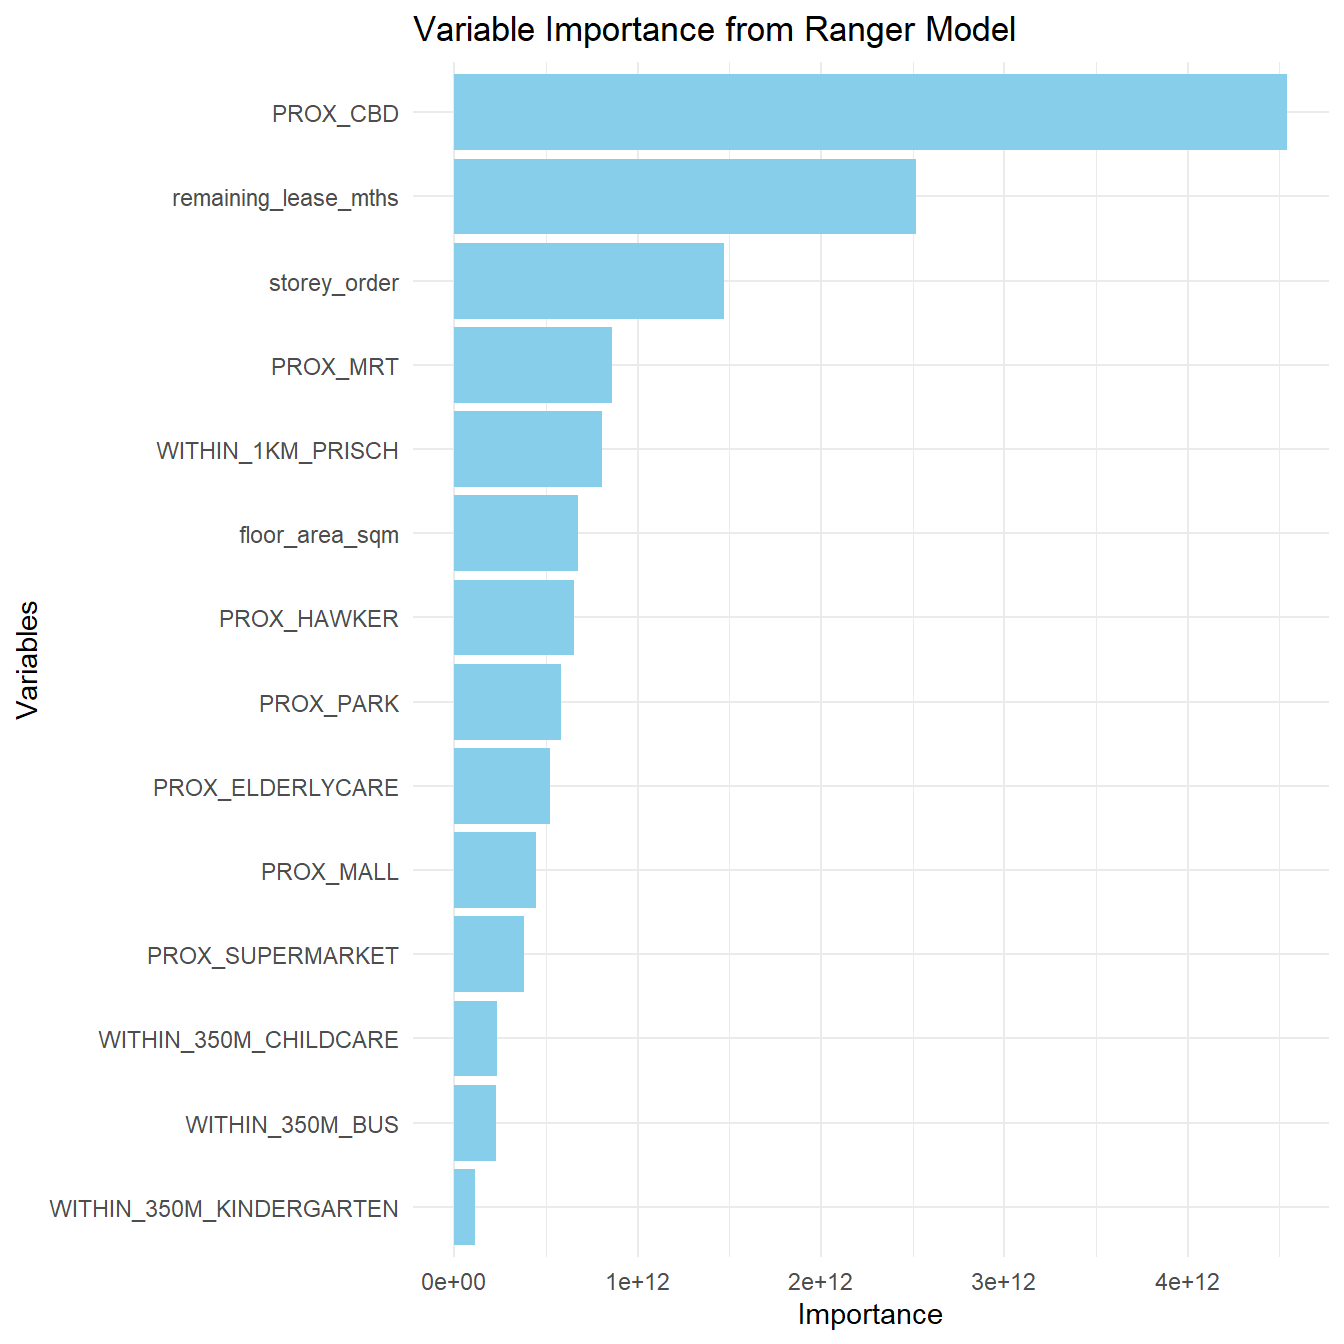 Variable Importance from Ranger Model
Variables
PROX_CBD
remaining_lease_mths
storey_order
PROX_MRT
WITHIN_1KM_PRISCH
floor_area_sqm
PROX_HAWKER
PROX_PARK
PROX_ELDERLYCARE
PROX_MALL
PROX_SUPERMARKET
WITHIN_350M_CHILDCARE
WITHIN_350M_BUS
WITHIN_350M_KINDERGARTEN
0e+00 1e+12 2e+12 3e+12 4e+12
Importance